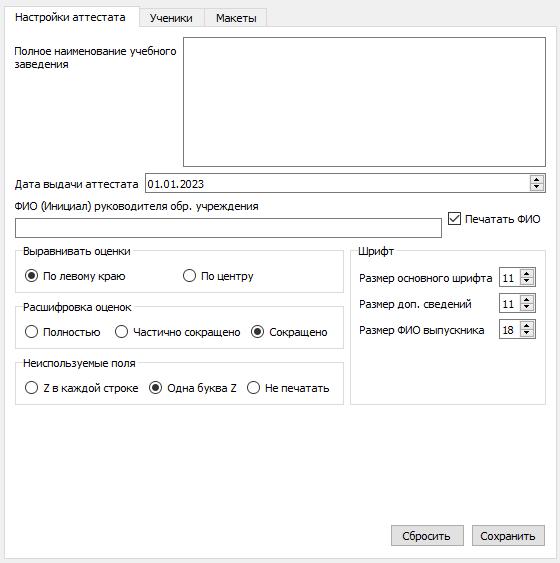 Настройки аттестата Ученики Макеты
Полное наименование учебного
заведения
Дата выдачи аттестата 01.01.2023
ФИО (Инициал) руководителя обр. учреждения
Печатать ФИО
Выравнивать оценки
По левому краю По центру
Расшифровка оценок
Полностью Частично сокращено Сокращено
Неиспользуемые поля
Z в каждой строке Одна буква Z Не печатать
Шрифт
Размер основного шрифта 11
Размер доп. сведений 11
Размер ФИО выпускника 18
Сбросить Сохранить